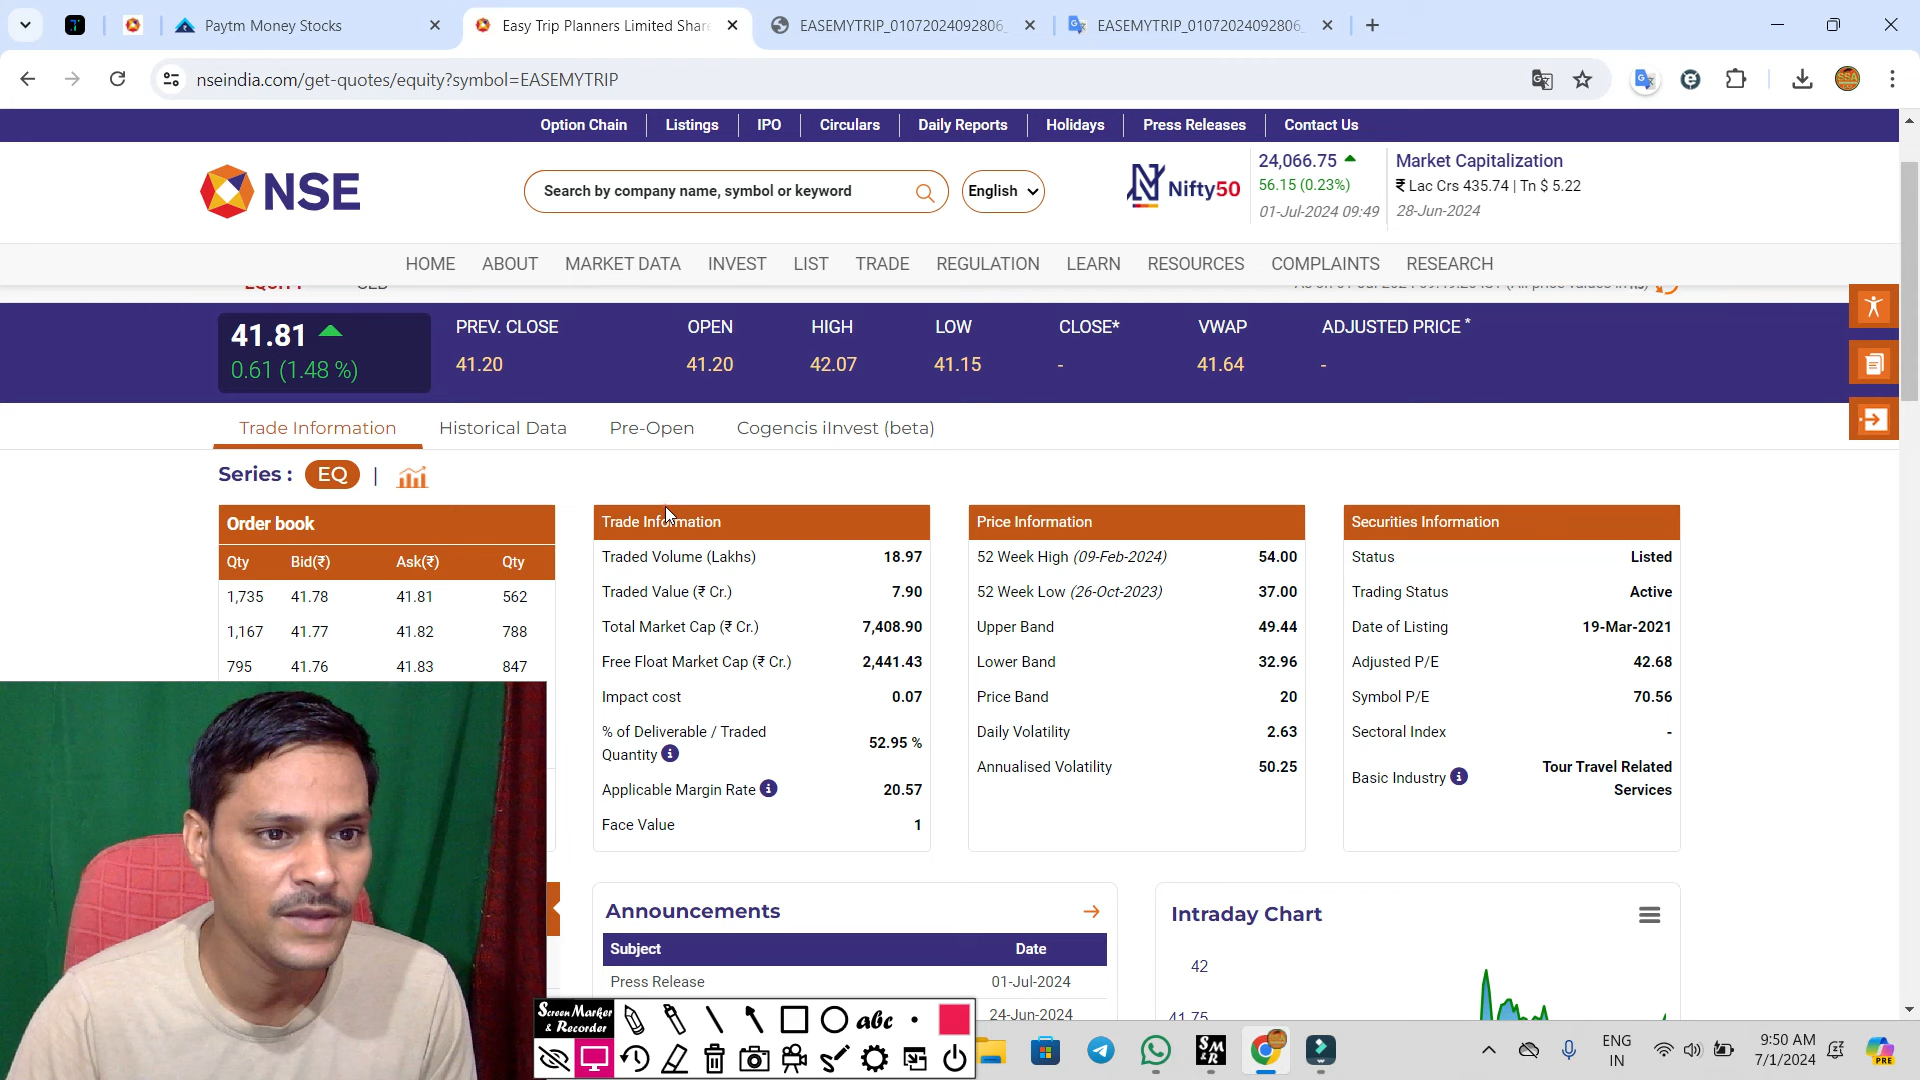 Paytm Money Stocks
Easy Trip Planners Limited Share
EASEMYTRIP_01072024092806_
EASEMYTRIP_01072024092806_
nseindia.com/get-quotes/equity?symbol=EASEMYTRIP
Option Chain | Listings | IPO | Circulars | Daily Reports | Holidays | Press Releases | Contact Us
NSE
Search by company name, symbol or keyword
English
Nifty50
24,066.75
56.15 (0.23%)
01-Jul-2024 09:49
Market Capitalization
₹ Lac Crs 435.74 | Tn $ 5.22
28-Jun-2024
HOME ABOUT MARKET DATA INVEST LIST TRADE REGULATION LEARN RESOURCES COMPLAINTS RESEARCH
41.81
0.61 (1.48 %)
PREV. CLOSE OPEN HIGH LOW CLOSE* VWAP ADJUSTED PRICE *
41.20 41.20 42.07 41.15 - 41.64 -
Trade Information Historical Data Pre-Open Cogencis iInvest (beta)
Series : EQ |
Order book
Qty Bid(₹) Ask(₹) Qty
1,735 41.78 41.81 562
1,167 41.77 41.82 788
795 41.76 41.83 847
Trade Information
Traded Volume (Lakhs) 18.97
Traded Value (₹ Cr.) 7.90
Total Market Cap (₹ Cr.) 7,408.90
Free Float Market Cap (₹ Cr.) 2,441.43
Impact cost 0.07
% of Deliverable / Traded
Quantity 52.95 %
Applicable Margin Rate 20.57
Face Value 1
Price Information
52 Week High (09-Feb-2024) 54.00
52 Week Low (26-Oct-2023) 37.00
Upper Band 49.44
Lower Band 32.96
Price Band 20
Daily Volatility 2.63
Annualised Volatility 50.25
Securities Information
Status Listed
Trading Status Active
Date of Listing 19-Mar-2021
Adjusted P/E 42.68
Symbol P/E 70.56
Sectoral Index -
Basic Industry Tour Travel Related
Services
Announcements
Subject Date
Press Release 01-Jul-2024
24-Jun-2024
Intraday Chart
42
41.75
Screen Marker
& Recorder
abc
SM
&R
ENG
IN
9:50 AM
7/1/2024
PRE
SSA